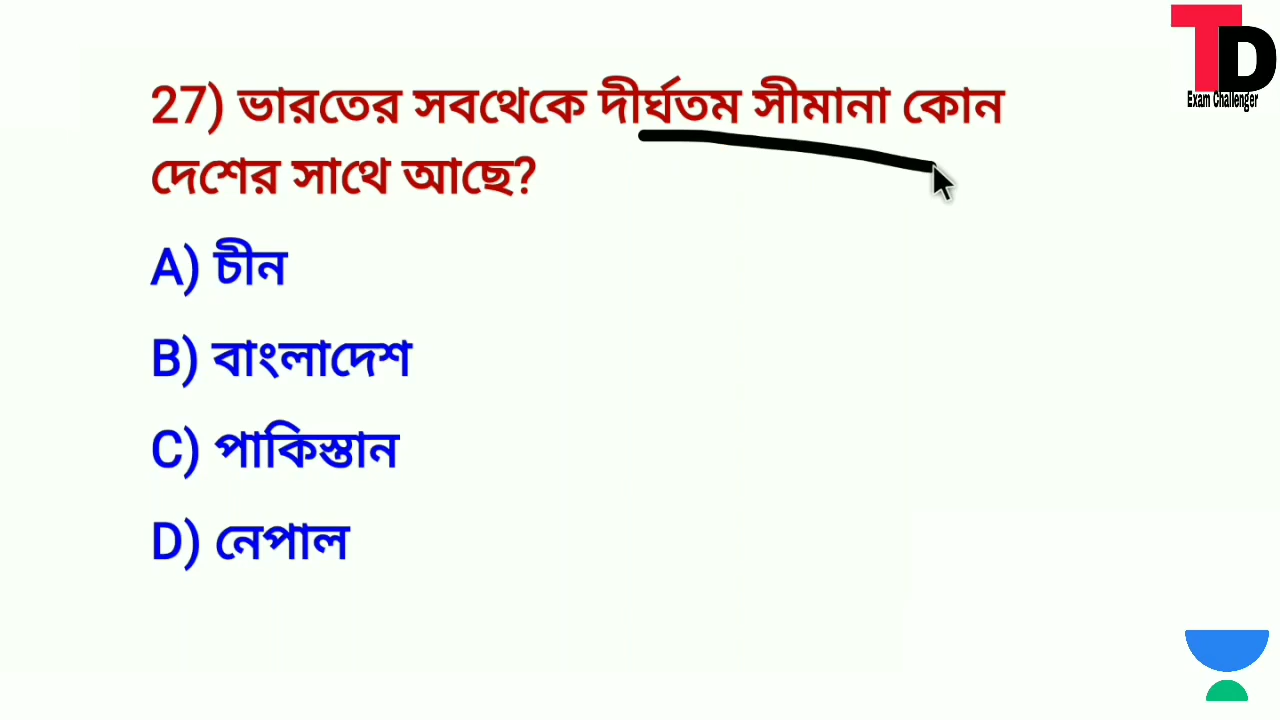 27) ভারতের সবথেকে দীর্ঘতম সীমানা কোন
দেশের সাথে আছে?
A) চীন
B) বাংলাদেশ
C) পাকিস্তান
D) নেপাল
TD
Exam Challenger